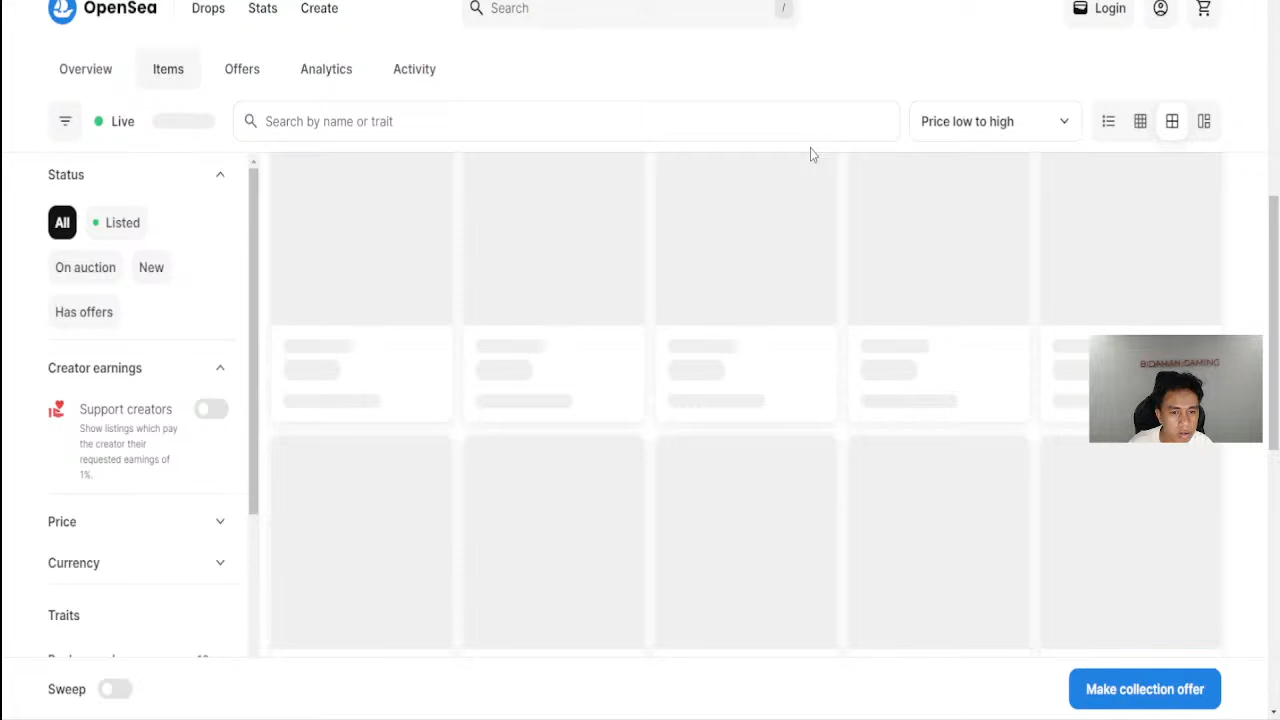 OpenSea
Drops
Stats
Create
Search
/
Login
Overview
Items
Offers
Analytics
Activity
Live
Search by name or trait
Price low to high
Status
All
Listed
On auction
New
Has offers
Creator earnings
Support creators
Show listings which pay
the creator their
requested earnings of
1%.
BIDAMAN GAMING
Price
Currency
Traits
Sweep
Make collection offer